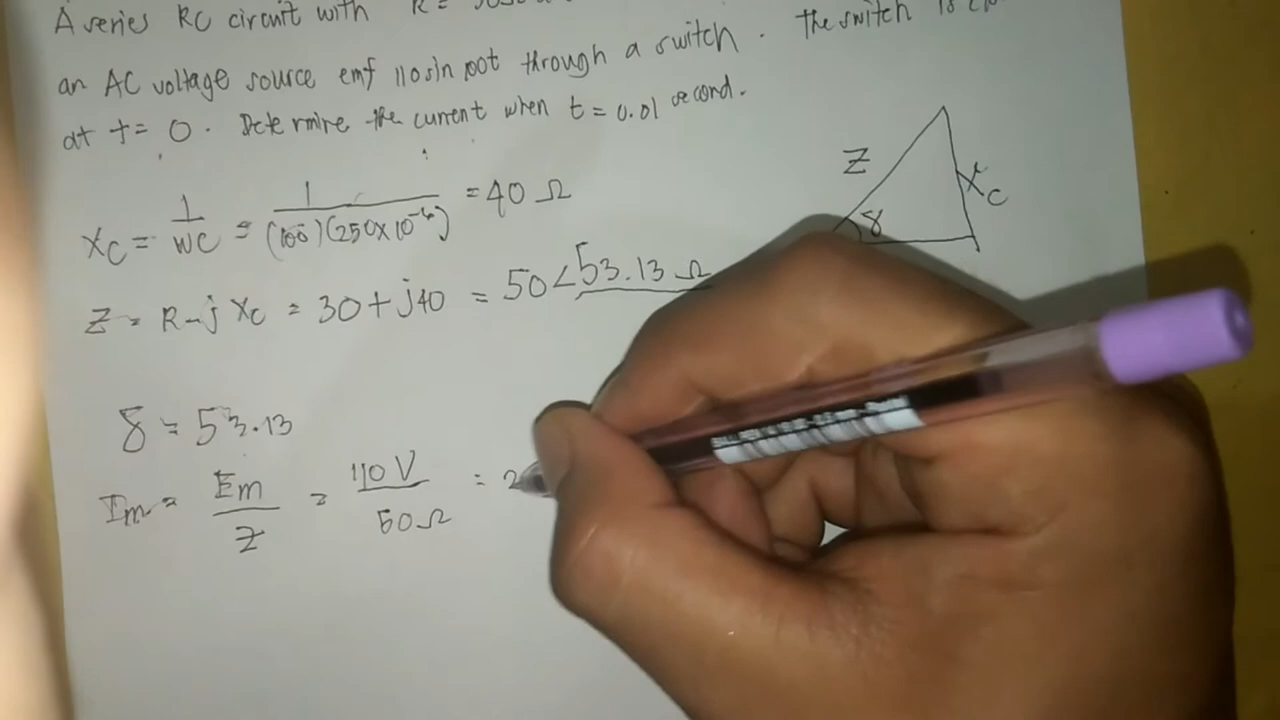 A series RC circuit with R =
an AC voltage source emf 110 sin 100t through a switch. The switch is
at t = 0. Determine the current when t = 0.01 second.
Z
Xc
γ
Xc = 1/wC = 1/(100)(250x10^-6) = 40 Ω
Z = R-j Xc = 30+j40 = 50<53.13 Ω
γ = 53.13
Im = Em/Z = 110 V/50Ω = 2